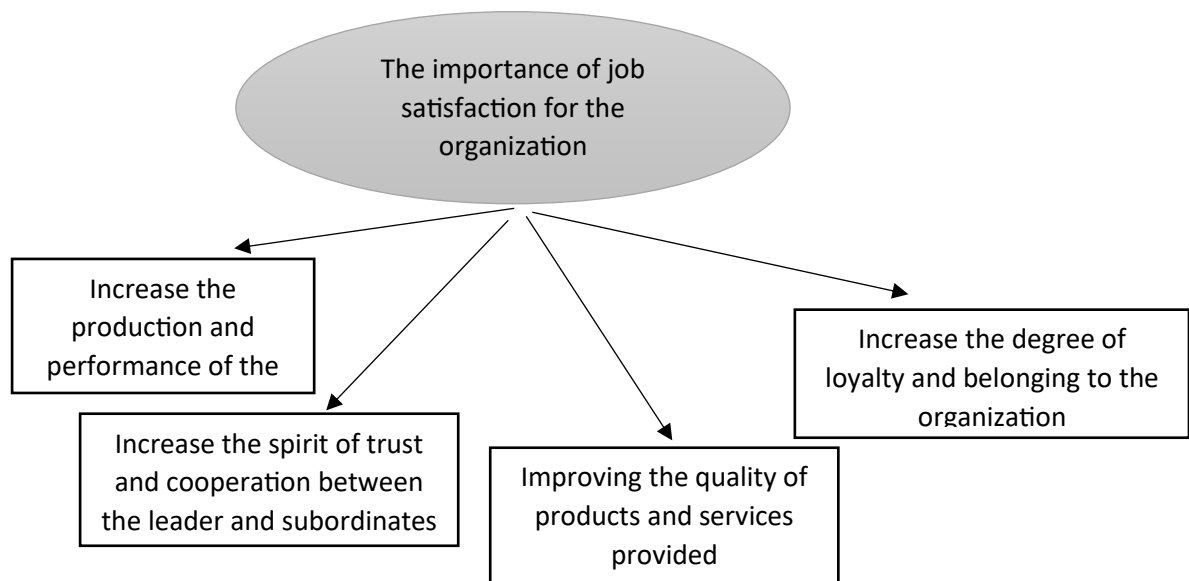 The importance of job
satisfaction for the
organization
Increase the
production and
performance of the
Increase the degree of
loyalty and belonging to the
organization
Increase the spirit of trust
and cooperation between
the leader and subordinates
Improving the quality of
products and services
provided